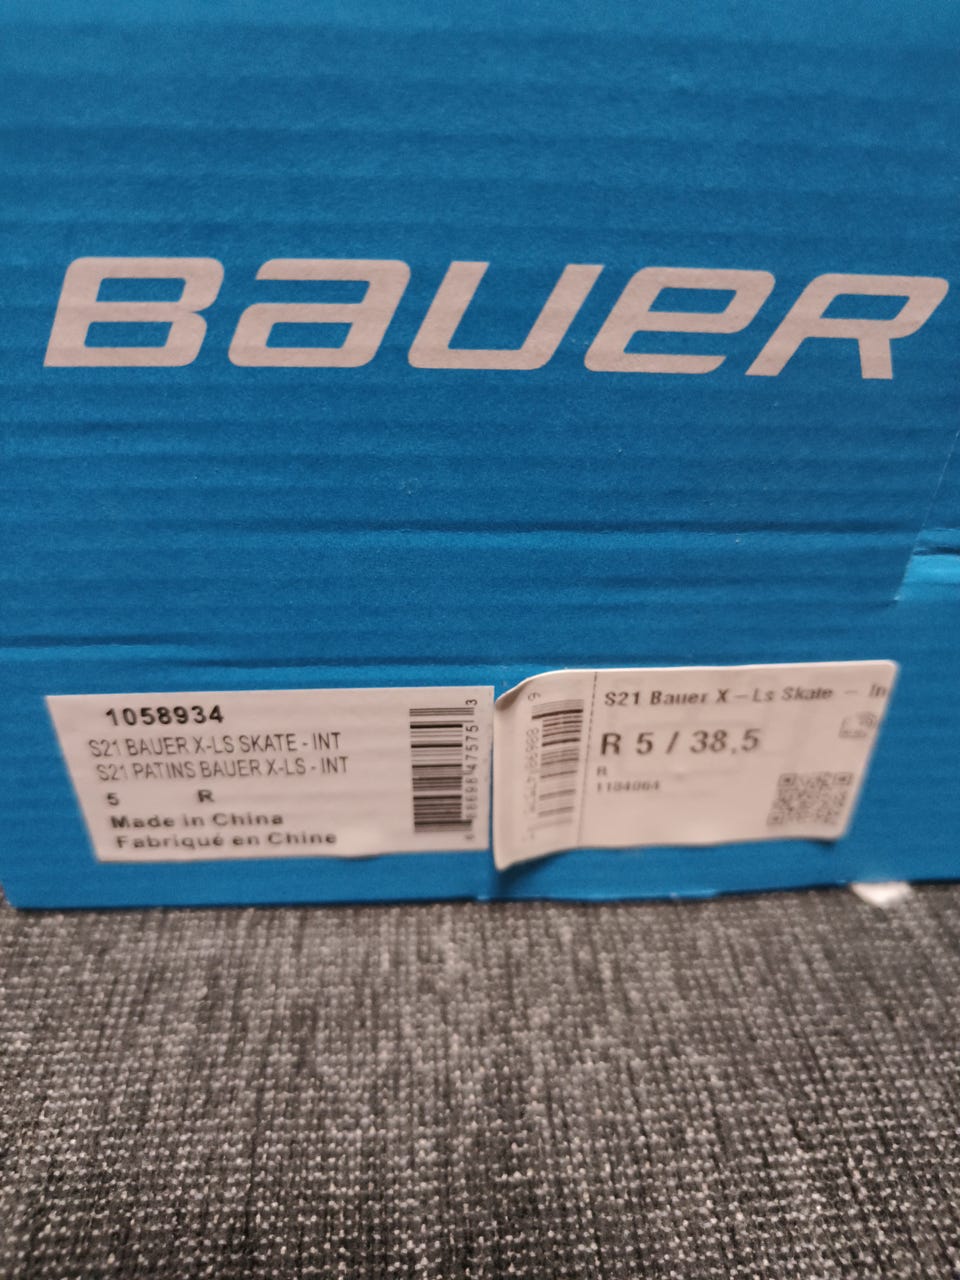 BAUER
1058934
S21 BAUER X-LS SKATE - INT
S21 PATINS BAUER X-LS - INT
5 R
Made in China
Fabriqué en Chine
S21 Bauer X-Ls Skate - In
R 5 / 38.5
R